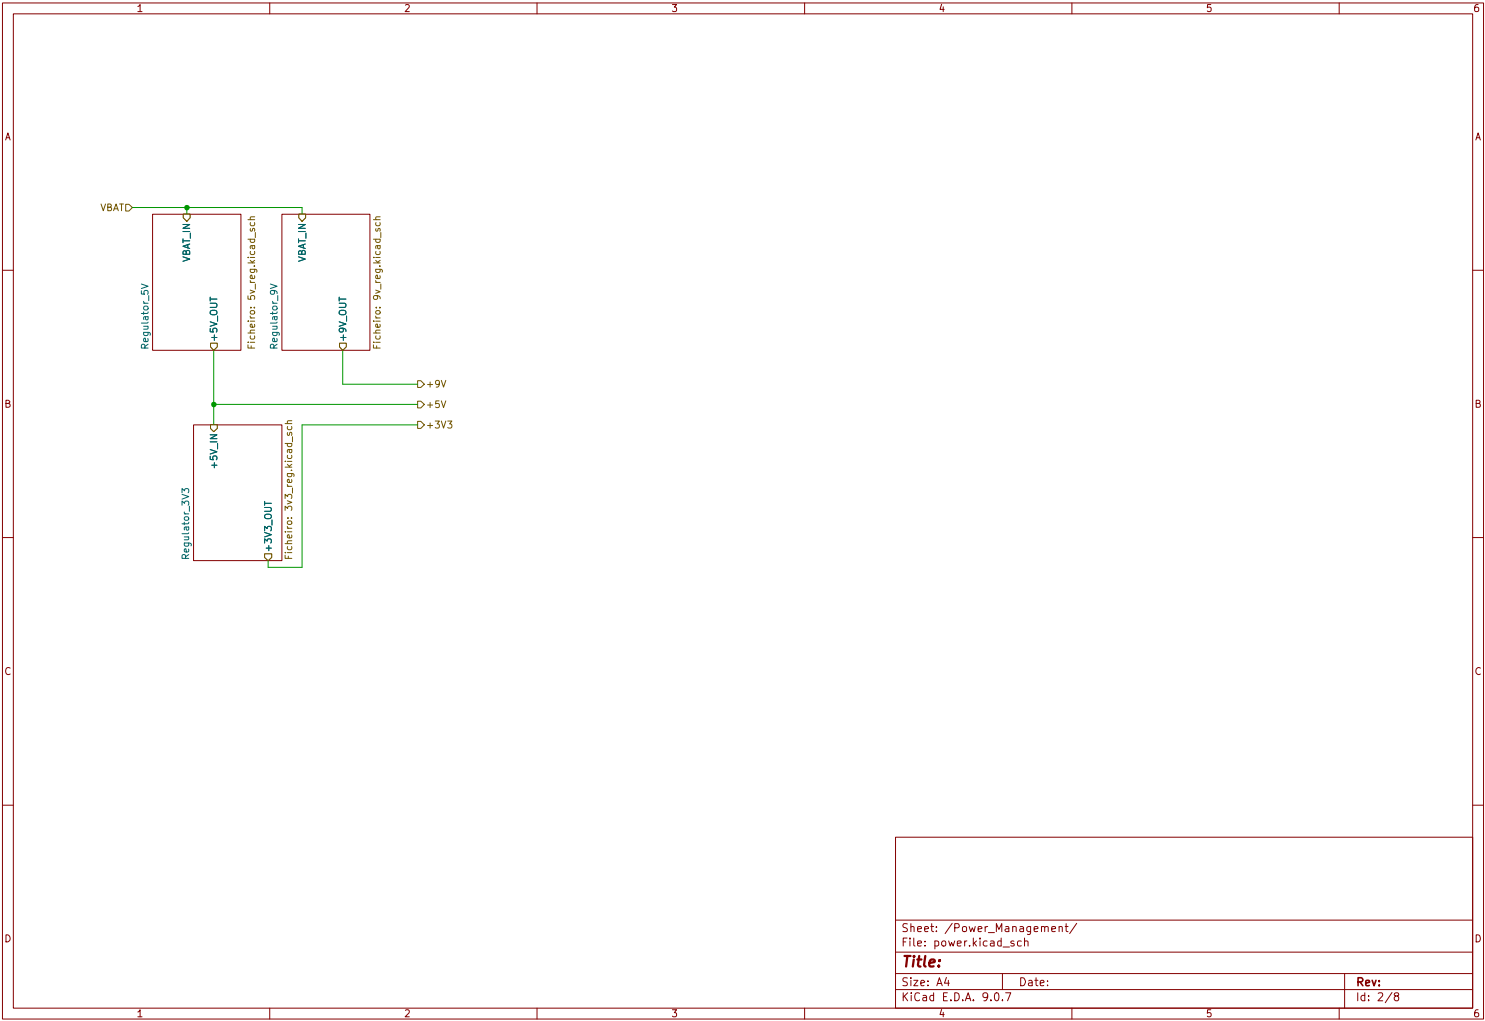 1 2 3 4 5 6
A A
VBAT
VBAT_IN
+5V_OUT
Regulator_5V
Ficheiro: 5v_reg.kicad_sch
VBAT_IN
+9V_OUT
Regulator_9V
Ficheiro: 9v_reg.kicad_sch
+9V
B B
+5V
+3V3
+5V_IN
+3V3_OUT
Regulator_3V3
Ficheiro: 3v3_reg.kicad_sch
C C
D D
Sheet: /Power_Management/
File: power.kicad_sch
Title:
Size: A4 Date: Rev:
KiCad E.D.A. 9.0.7 Id: 2/8
1 2 3 4 5 6